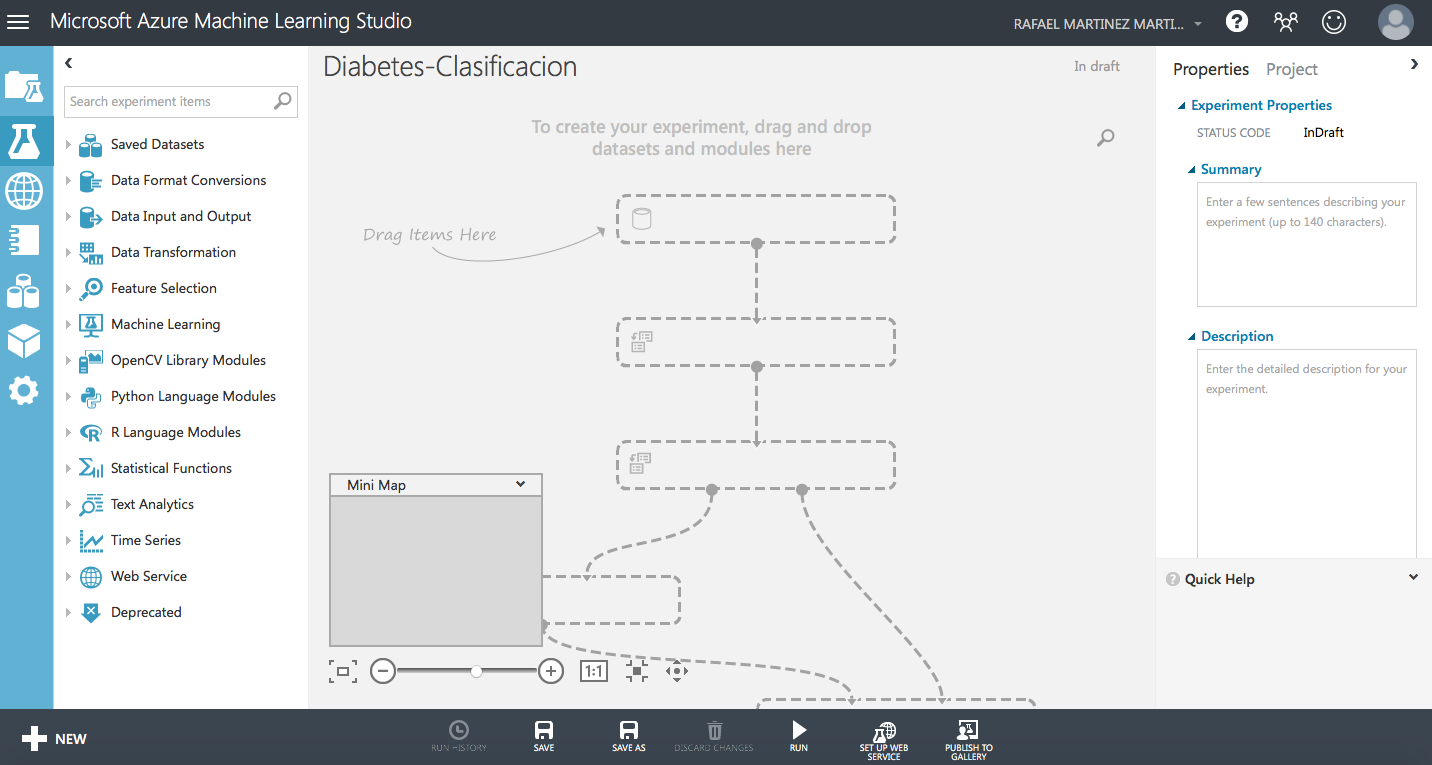 Microsoft Azure Machine Learning Studio
RAFAEL MARTINEZ MARTI...
?
Search experiment items
Saved Datasets
Data Format Conversions
Data Input and Output
Data Transformation
Feature Selection
Machine Learning
OpenCV Library Modules
Python Language Modules
R Language Modules
Statistical Functions
Text Analytics
Time Series
Web Service
Deprecated
Diabetes-Clasificacion
In draft
To create your experiment, drag and drop
datasets and modules here
Drag Items Here
Mini Map
1:1
Properties
Project
Experiment Properties
STATUS CODE
InDraft
Summary
Enter a few sentences describing your
experiment (up to 140 characters).
Description
Enter the detailed description for your
experiment.
? Quick Help
NEW
RUN HISTORY
SAVE
SAVE AS
DISCARD CHANGES
RUN
SET UP WEB
SERVICE
PUBLISH TO
GALLERY